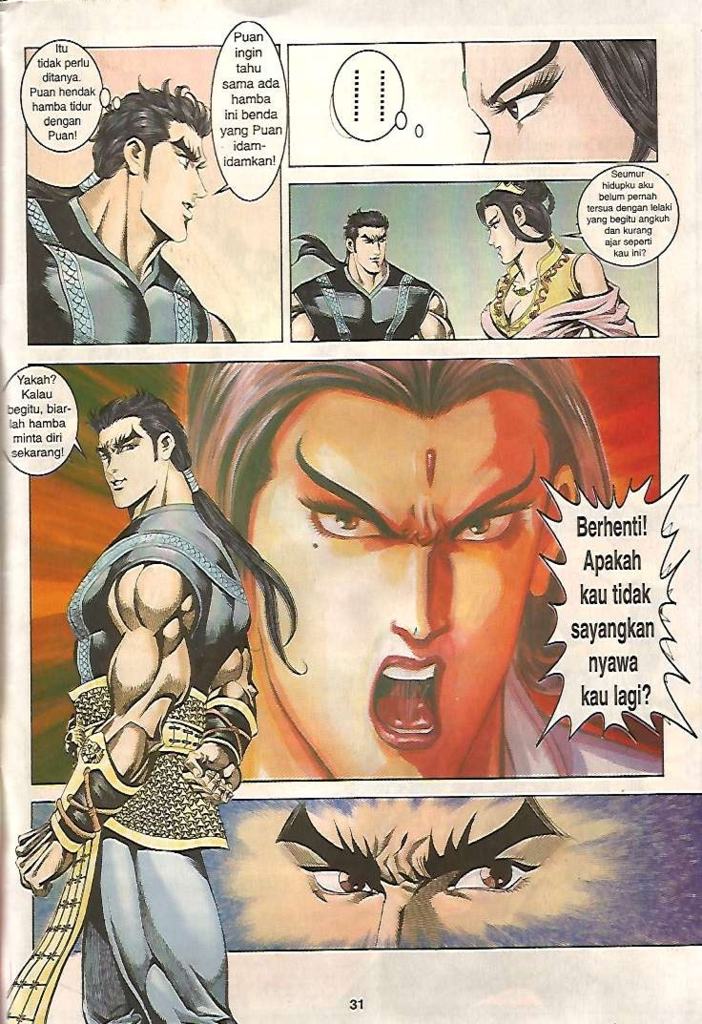 Itu
tidak perlu
ditanya.
Puan hendak
hamba tidur
dengan
Puan!
Puan
ingin
tahu
sama ada
hamba
ini benda
yang Puan
idam-
idamkan!
Seumur
hidupku aku
belum pernah
tersua dengan lelaki
yang begitu angkuh
dan kurang
ajar seperti
kau ini?
Yakah?
Kalau
begitu, biar-
lah hamba
minta diri
sekarang!
Berhenti!
Apakah
kau tidak
sayangkan
nyawa
kau lagi?
31